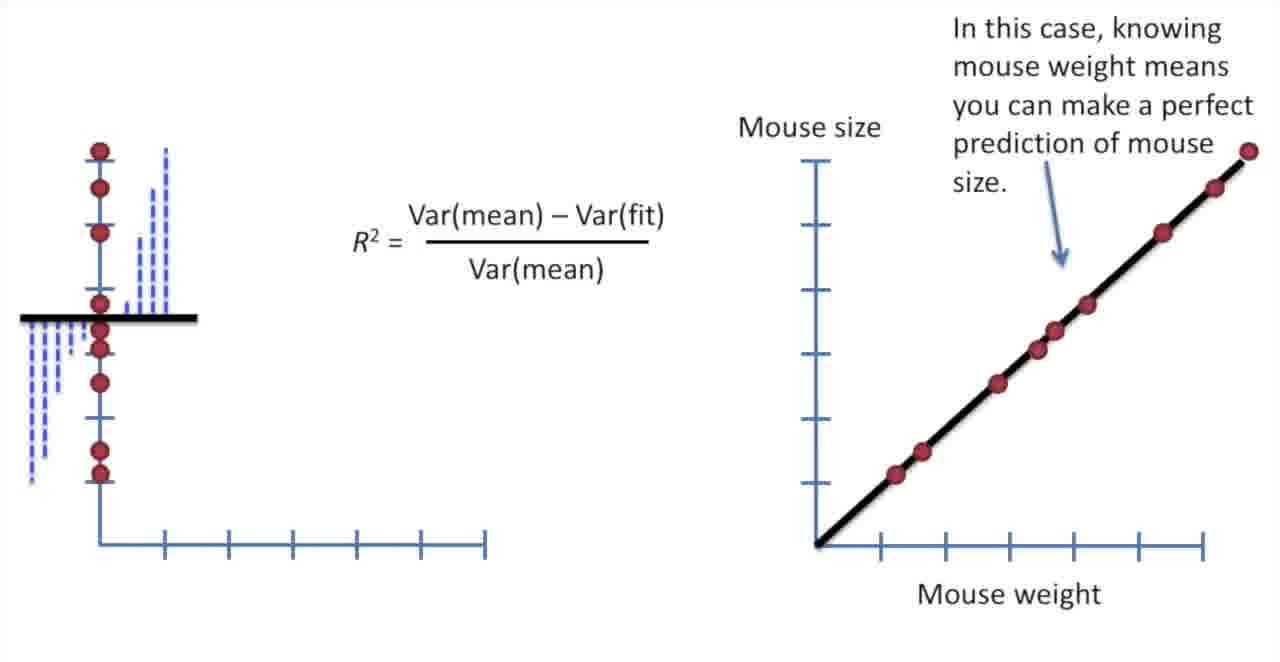 In this case, knowing
mouse weight means
you can make a perfect
prediction of mouse
size.
Mouse size
R² = Var(mean) – Var(fit)
Var(mean)
Mouse weight